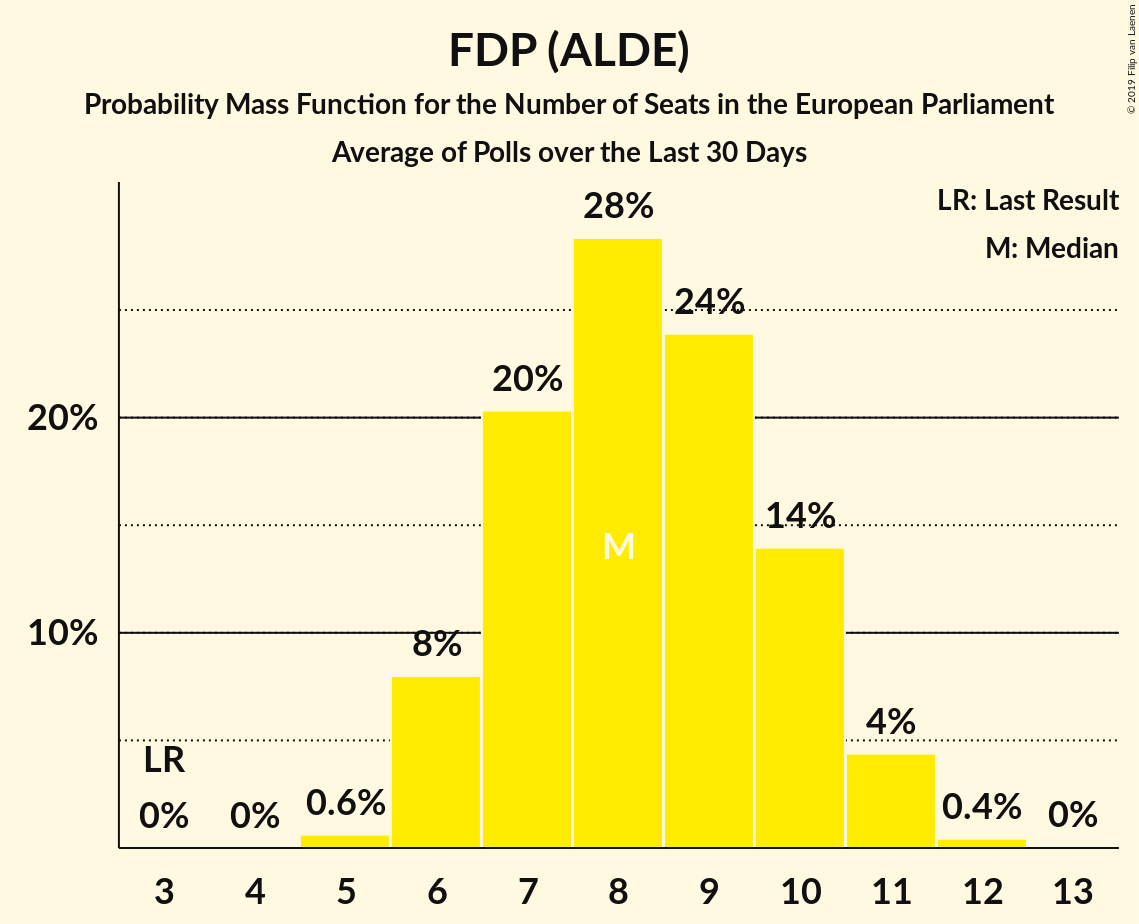 FDP (ALDE)
Probability Mass Function for the Number of Seats in the European Parliament
Average of Polls over the Last 30 Days
© 2019 Filip van Laenen
LR: Last Result
M: Median
28%
24%
20%
20%
14%
M
10%
8%
4%
LR
0%
0%
0.6%
0.4%
0%
3 4 5 6 7 8 9 10 11 12 13